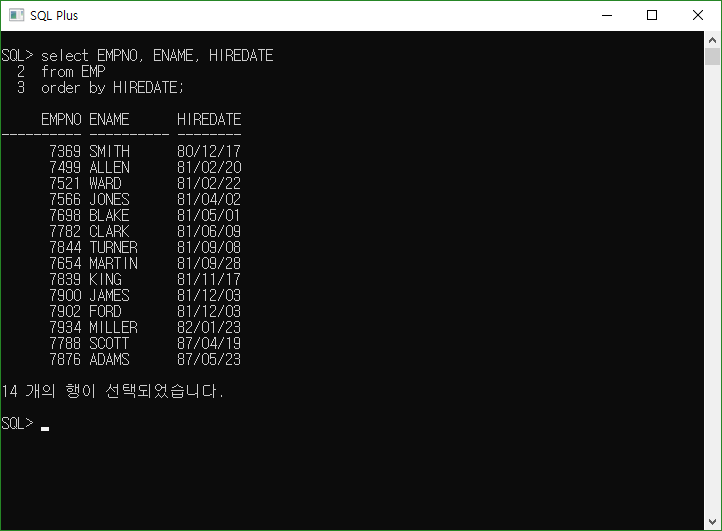 SQL Plus
SQL> select EMPNO, ENAME, HIREDATE
  2  from EMP
  3  order by HIREDATE;
     EMPNO ENAME      HIREDATE
---------- ---------- --------
      7369 SMITH      80/12/17
      7499 ALLEN      81/02/20
      7521 WARD       81/02/22
      7566 JONES      81/04/02
      7698 BLAKE      81/05/01
      7782 CLARK      81/06/09
      7844 TURNER     81/09/08
      7654 MARTIN     81/09/28
      7839 KING       81/11/17
      7900 JAMES      81/12/03
      7902 FORD       81/12/03
      7934 MILLER     82/01/23
      7788 SCOTT      87/04/19
      7876 ADAMS      87/05/23
14 개의 행이 선택되었습니다.
SQL>